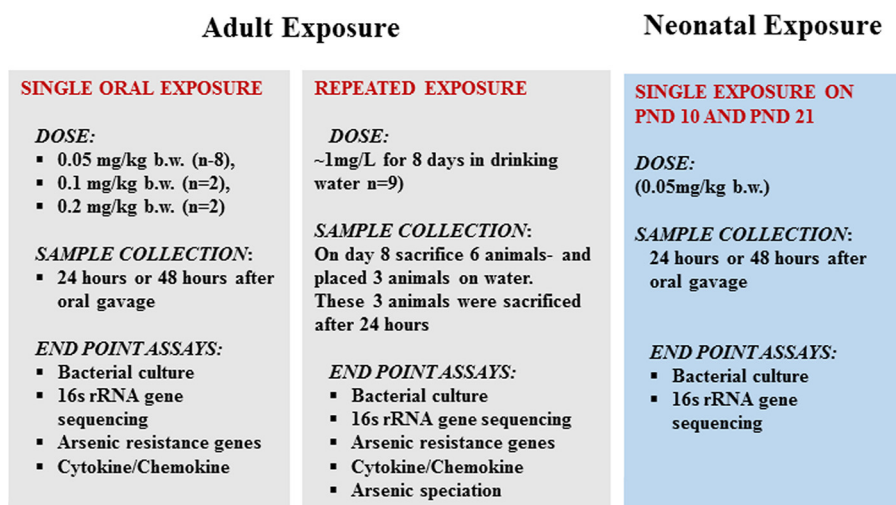 Adult Exposure
Neonatal Exposure
SINGLE ORAL EXPOSURE
DOSE:
▪ 0.05 mg/kg b.w. (n-8),
▪ 0.1 mg/kg b.w. (n=2),
▪ 0.2 mg/kg b.w. (n=2)
SAMPLE COLLECTION:
▪ 24 hours or 48 hours after
oral gavage
END POINT ASSAYS:
▪ Bacterial culture
▪ 16s rRNA gene
sequencing
▪ Arsenic resistance genes
▪ Cytokine/Chemokine
REPEATED EXPOSURE
DOSE:
~1mg/L for 8 days in drinking
water n=9)
SAMPLE COLLECTION:
On day 8 sacrifice 6 animals- and
placed 3 animals on water.
These 3 animals were sacrificed
after 24 hours
END POINT ASSAYS:
▪ Bacterial culture
▪ 16s rRNA gene sequencing
▪ Arsenic resistance genes
▪ Cytokine/Chemokine
▪ Arsenic speciation
SINGLE EXPOSURE ON
PND 10 AND PND 21
DOSE:
(0.05mg/kg b.w.)
SAMPLE COLLECTION:
24 hours or 48 hours after
oral gavage
END POINT ASSAYS:
▪ Bacterial culture
▪ 16s rRNA gene
sequencing